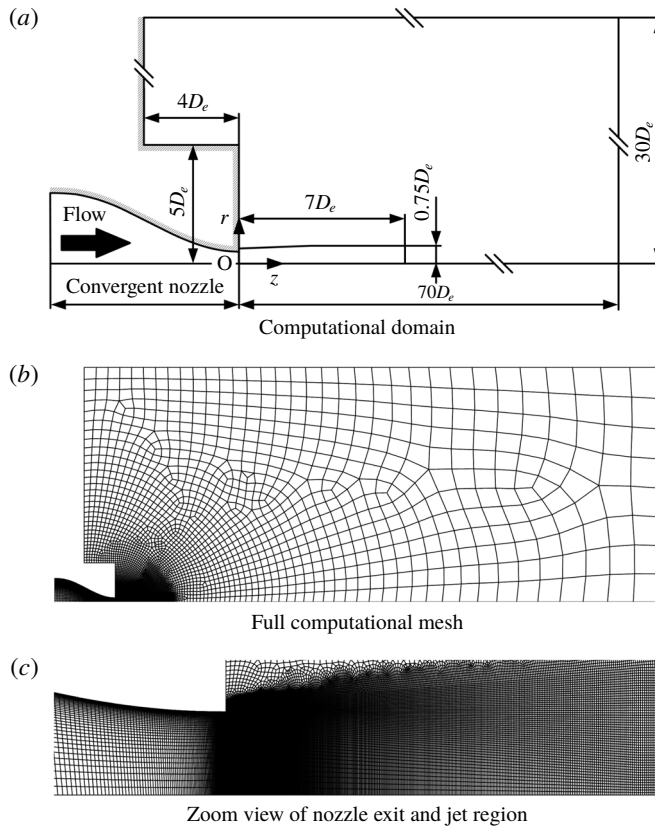 (a)
4Dₑ
5Dₑ
r
7Dₑ
0.75Dₑ
30Dₑ
Flow
O
z
Convergent nozzle
70Dₑ
Computational domain
(b)
Full computational mesh
(c)
Zoom view of nozzle exit and jet region